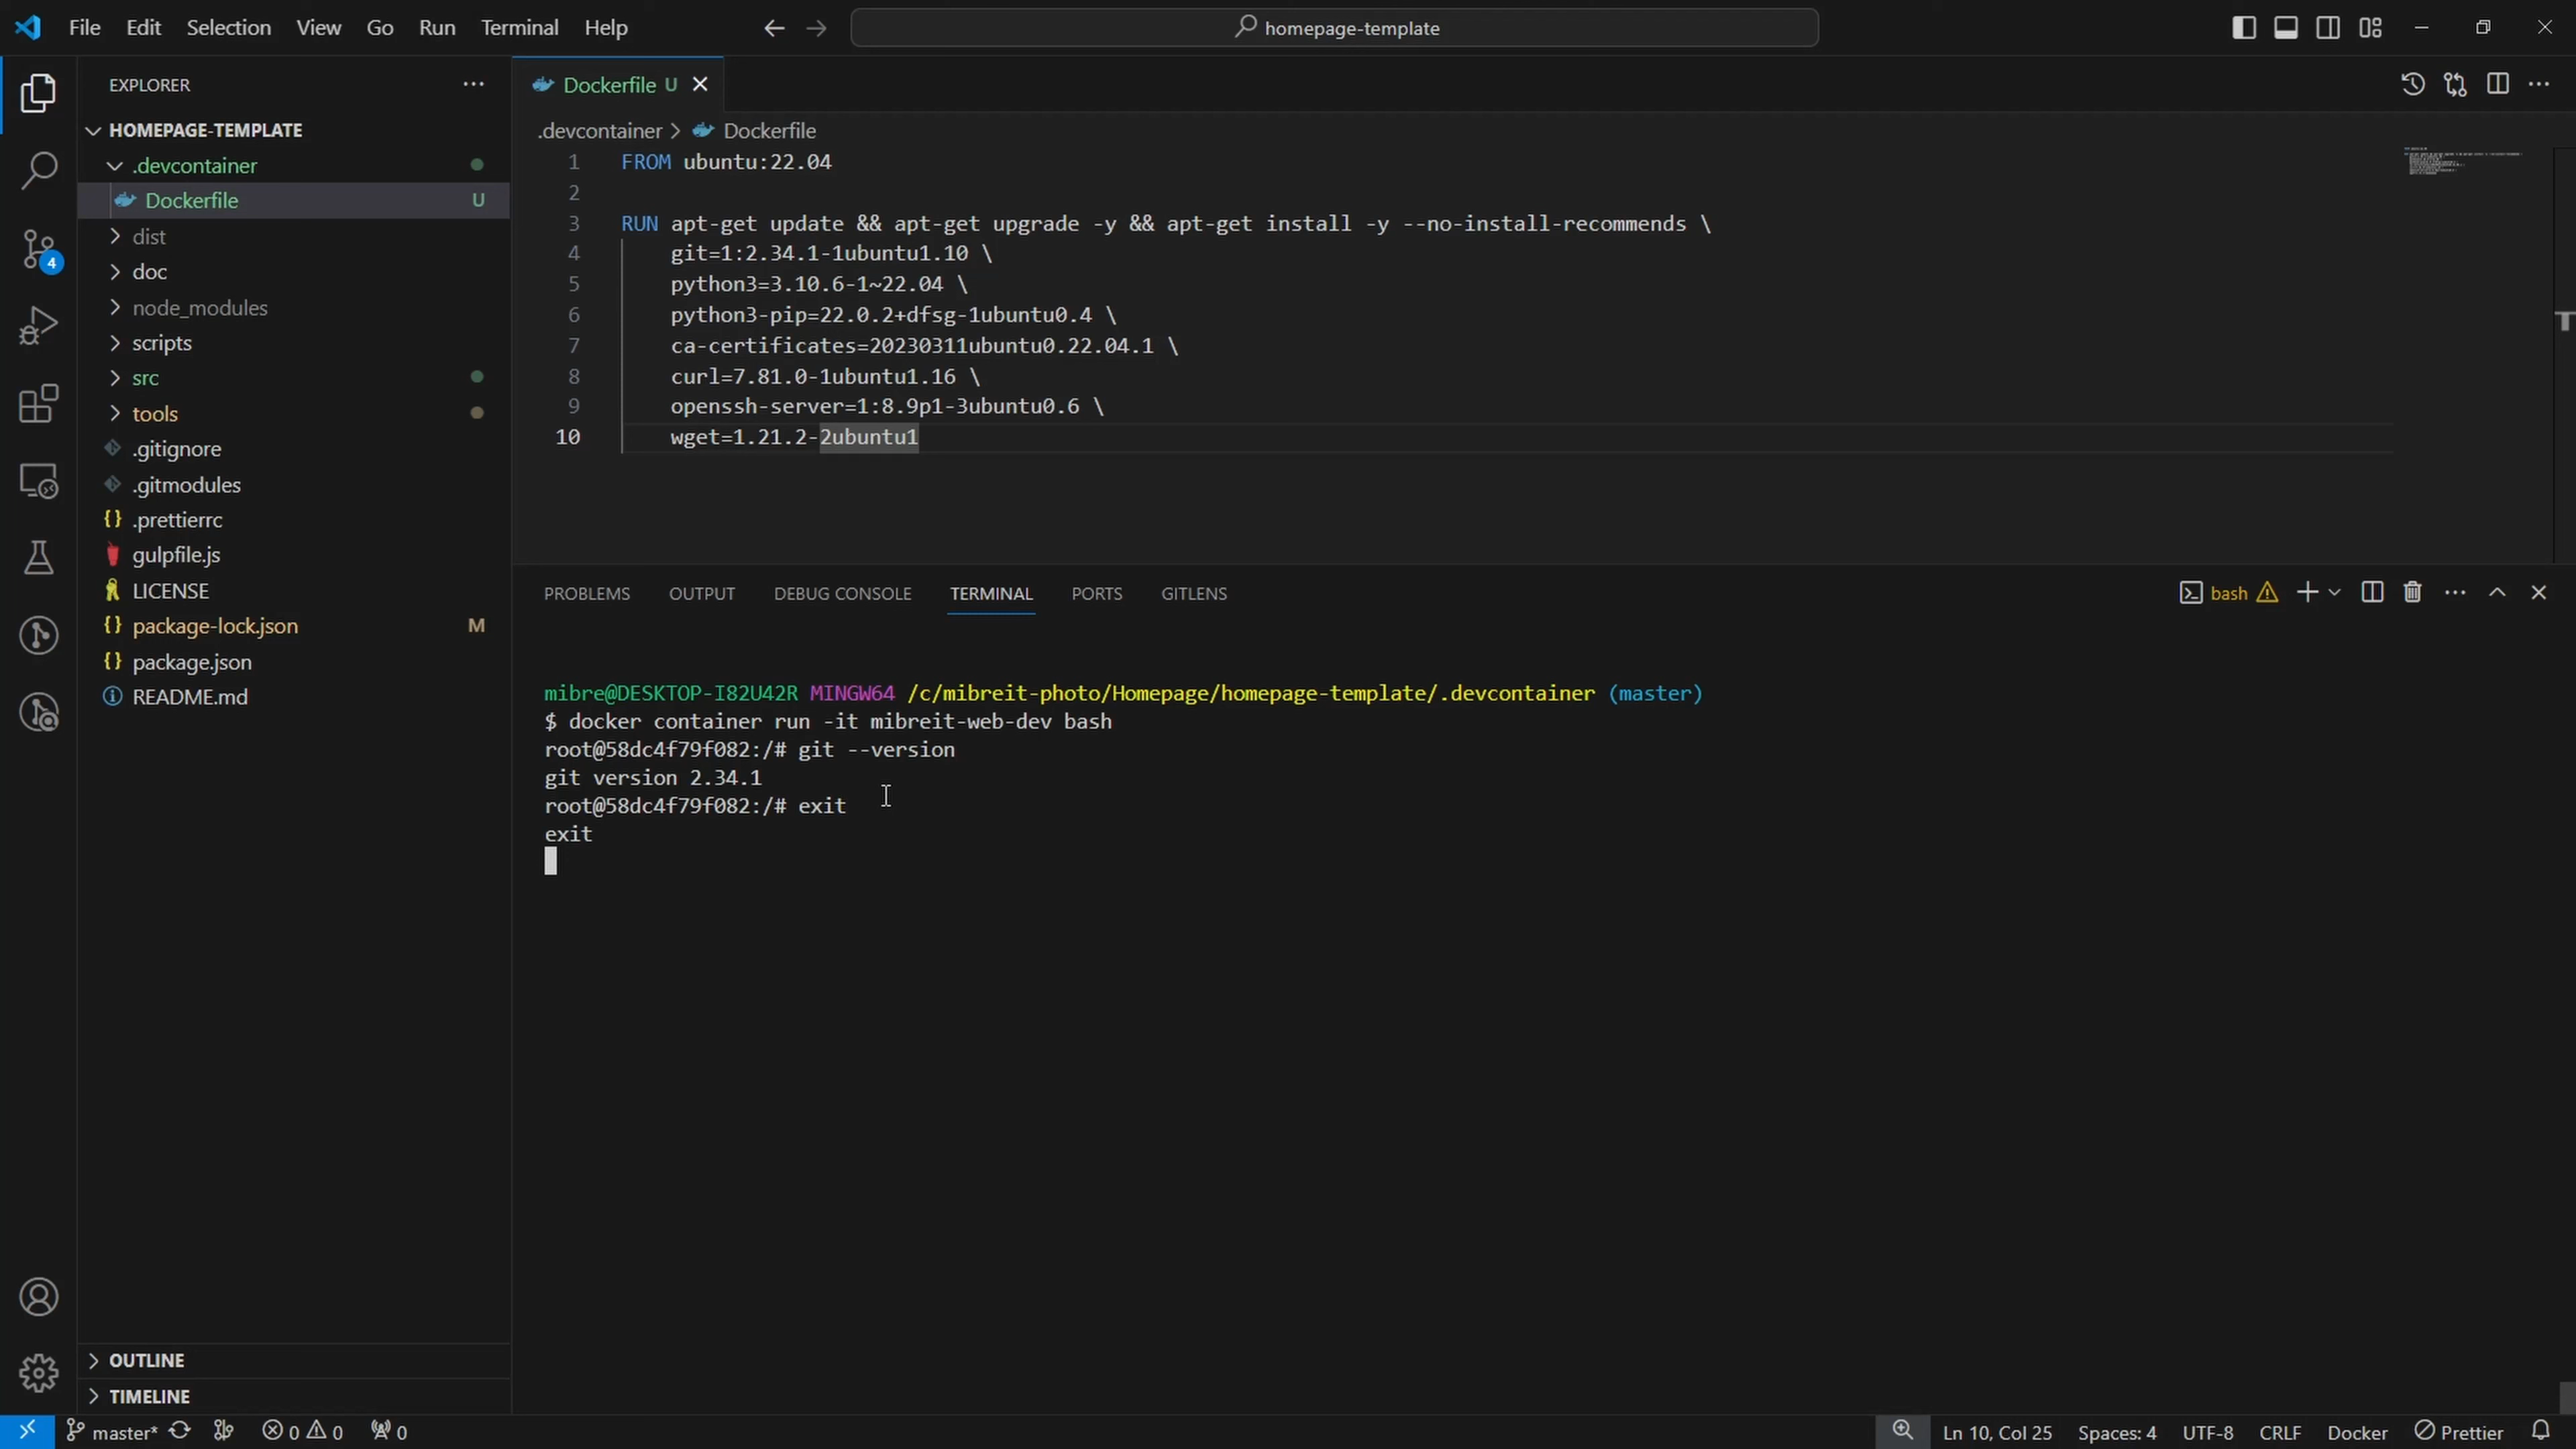 File Edit Selection View Go Run Terminal Help
homepage-template
EXPLORER
HOMEPAGE-TEMPLATE
.devcontainer
Dockerfile U
dist
doc
node_modules
scripts
src
tools
.gitignore
.gitmodules
.prettierrc
gulpfile.js
LICENSE
package-lock.json M
package.json
README.md
OUTLINE
TIMELINE
4
Dockerfile U
.devcontainer > Dockerfile
1 FROM ubuntu:22.04
2
3 RUN apt-get update && apt-get upgrade -y && apt-get install -y --no-install-recommends \
4 git=1:2.34.1-1ubuntu1.10 \
5 python3=3.10.6-1~22.04 \
6 python3-pip=22.0.2+dfsg-1ubuntu0.4 \
7 ca-certificates=20230311ubuntu0.22.04.1 \
8 curl=7.81.0-1ubuntu1.16 \
9 openssh-server=1:8.9p1-3ubuntu0.6 \
10 wget=1.21.2-2ubuntu1
PROBLEMS OUTPUT DEBUG CONSOLE TERMINAL PORTS GITLENS
bash
mibre@DESKTOP-I82U42R MINGW64 /c/mibreit-photo/Homepage/homepage-template/.devcontainer (master)
$ docker container run -it mibreit-web-dev bash
root@58dc4f79f082:/# git --version
git version 2.34.1
root@58dc4f79f082:/# exit
exit
master* 0 0 0
Ln 10, Col 25 Spaces: 4 UTF-8 CRLF Docker Prettier